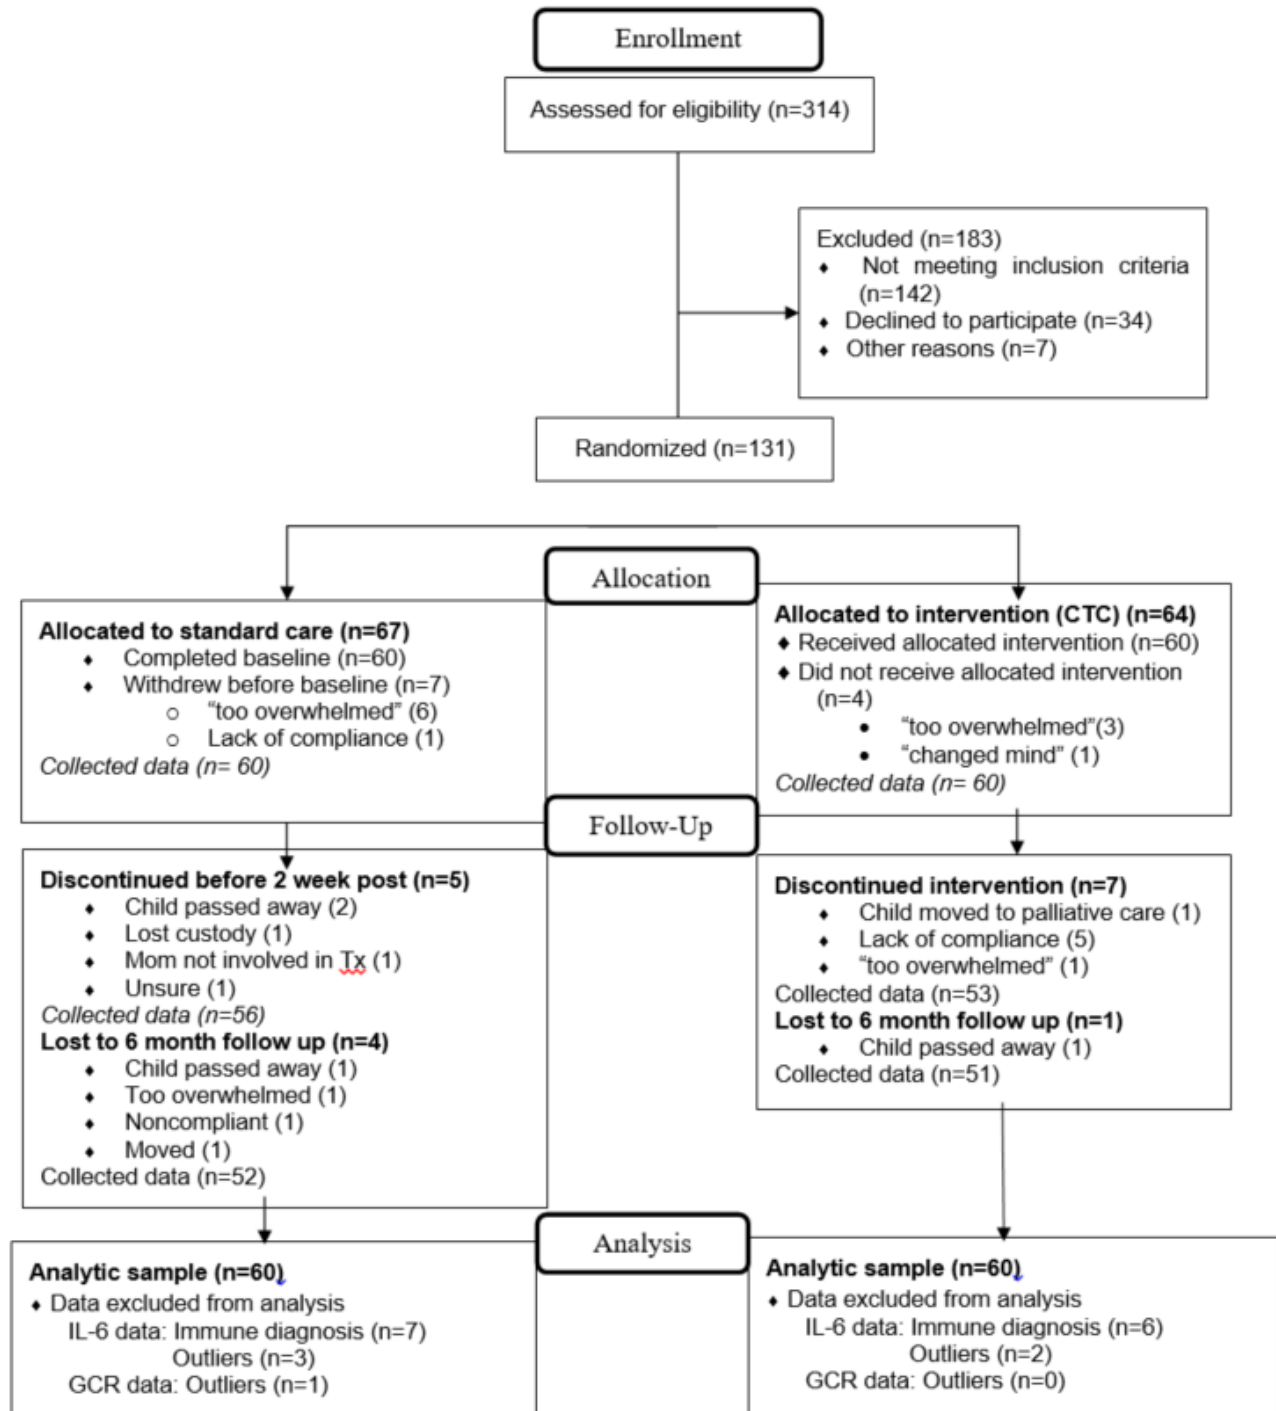 Enrollment
Assessed for eligibility (n=314)
Excluded (n=183)
♦ Not meeting inclusion criteria
(n=142)
♦ Declined to participate (n=34)
♦ Other reasons (n=7)
Randomized (n=131)
Allocation
Allocated to standard care (n=67)
♦ Completed baseline (n=60)
♦ Withdrew before baseline (n=7)
o “too overwhelmed” (6)
o Lack of compliance (1)
Collected data (n= 60)
Allocated to intervention (CTC) (n=64)
♦ Received allocated intervention (n=60)
♦ Did not receive allocated intervention
(n=4)
• “too overwhelmed”(3)
• “changed mind” (1)
Collected data (n= 60)
Follow-Up
Discontinued before 2 week post (n=5)
♦ Child passed away (2)
♦ Lost custody (1)
♦ Mom not involved in Tx (1)
♦ Unsure (1)
Collected data (n=56)
Lost to 6 month follow up (n=4)
♦ Child passed away (1)
♦ Too overwhelmed (1)
♦ Noncompliant (1)
♦ Moved (1)
Collected data (n=52)
Discontinued intervention (n=7)
♦ Child moved to palliative care (1)
♦ Lack of compliance (5)
♦ “too overwhelmed” (1)
Collected data (n=53)
Lost to 6 month follow up (n=1)
♦ Child passed away (1)
Collected data (n=51)
Analysis
Analytic sample (n=60)
♦ Data excluded from analysis
IL-6 data: Immune diagnosis (n=7)
Outliers (n=3)
GCR data: Outliers (n=1)
Analytic sample (n=60)
♦ Data excluded from analysis
IL-6 data: Immune diagnosis (n=6)
Outliers (n=2)
GCR data: Outliers (n=0)